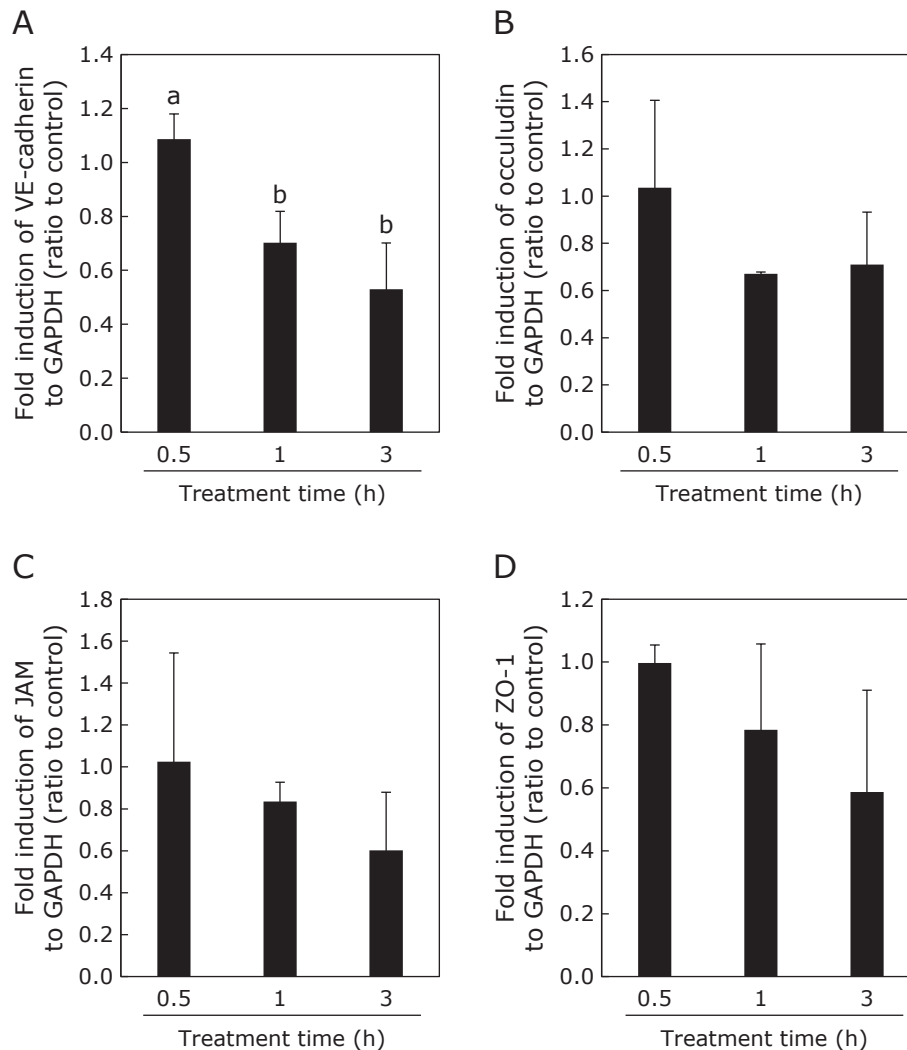 A
Fold induction of VE-cadherin
to GAPDH (ratio to control)
1.4
1.2
1.0
0.8
0.6
0.4
0.2
0.0
a
b
b
0.5 1 3
Treatment time (h)
B
Fold induction of occuludin
to GAPDH (ratio to control)
1.6
1.4
1.2
1.0
0.8
0.6
0.4
0.2
0.0
0.5 1 3
Treatment time (h)
C
Fold induction of JAM
to GAPDH (ratio to control)
1.8
1.6
1.4
1.2
1.0
0.8
0.6
0.4
0.2
0.0
0.5 1 3
Treatment time (h)
D
Fold induction of ZO-1
to GAPDH (ratio to control)
1.2
1.0
0.8
0.6
0.4
0.2
0.0
0.5 1 3
Treatment time (h)